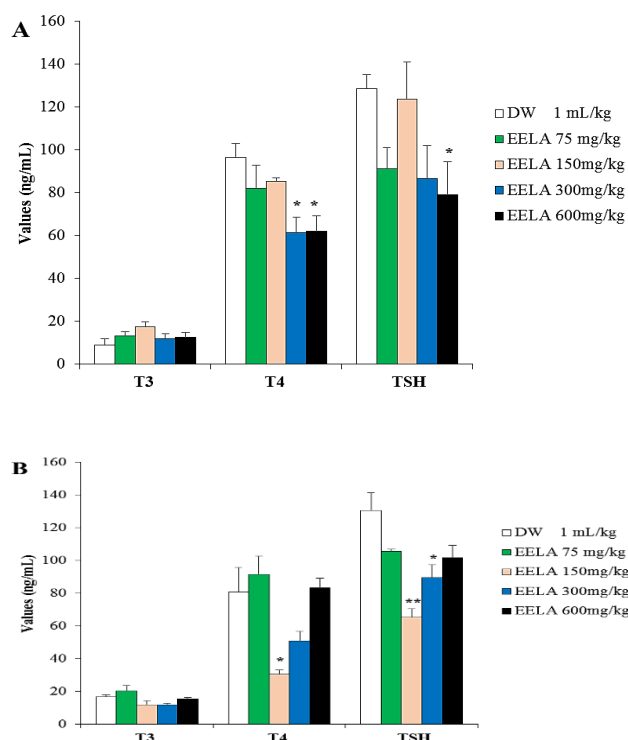 A
160
140
120
100
80
60
40
20
0
Values (ng/mL)
* *
*
T3 T4 TSH
DW 1 mL/kg
EELA 75 mg/kg
EELA 150mg/kg
EELA 300mg/kg
EELA 600mg/kg
B
160
140
120
100
80
60
40
20
0
Values (ng/mL)
*
**
*
T3 T4 TSH
DW 1 mL/kg
EELA 75 mg/kg
EELA 150mg/kg
EELA 300mg/kg
EELA 600mg/kg